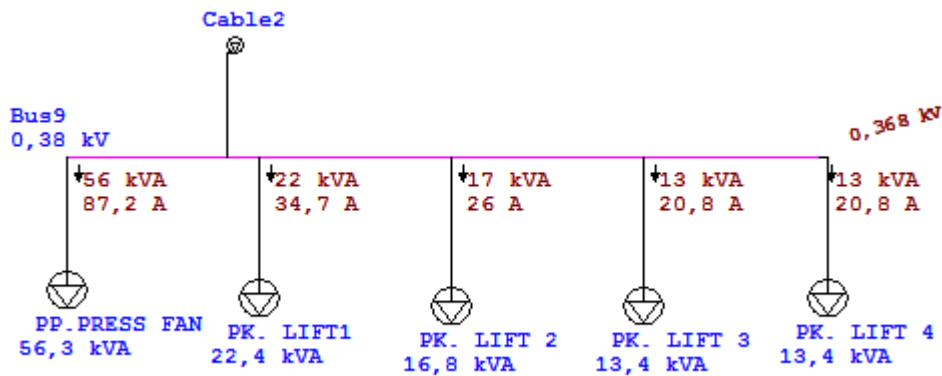 Cable2
Bus9
0,38 kV
0,368 kV
56 kVA
87,2 A
22 kVA
34,7 A
17 kVA
26 A
13 kVA
20,8 A
13 kVA
20,8 A
PP.PRESS FAN
56,3 kVA
PK. LIFT1
22,4 kVA
PK. LIFT 2
16,8 kVA
PK. LIFT 3
13,4 kVA
PK. LIFT 4
13,4 kVA